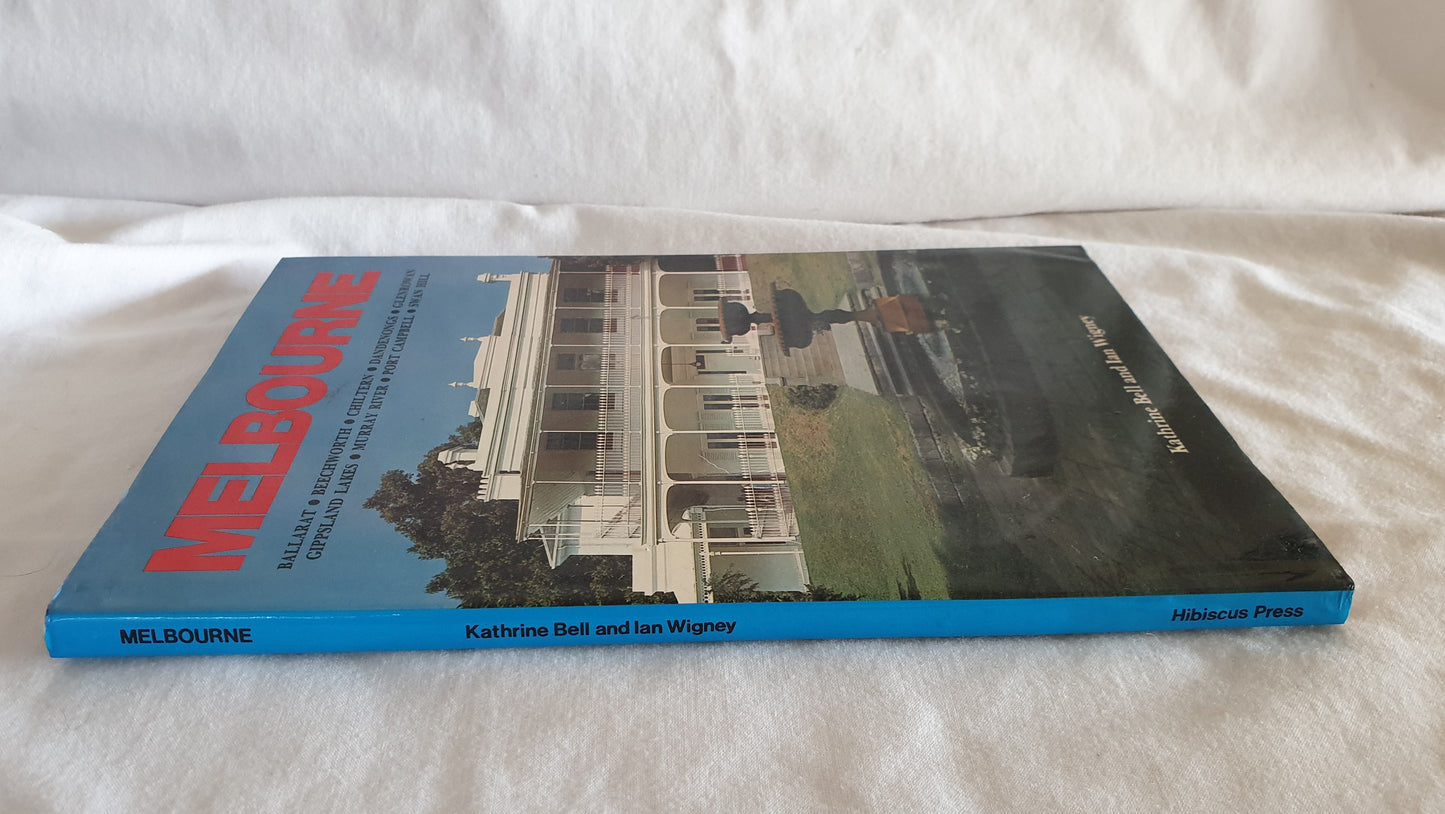 MELBOURNE
BALLARAT ● BEECHWORTH ● CHILTERN ● DANDENONGS ● GLENROWAN
GIPPSLAND LAKES ● MURRAY RIVER ● PORT CAMPBELL ● SWAN HILL
Kathrine Bell and Ian Wigney
MELBOURNE
Kathrine Bell and Ian Wigney
Hibiscus Press